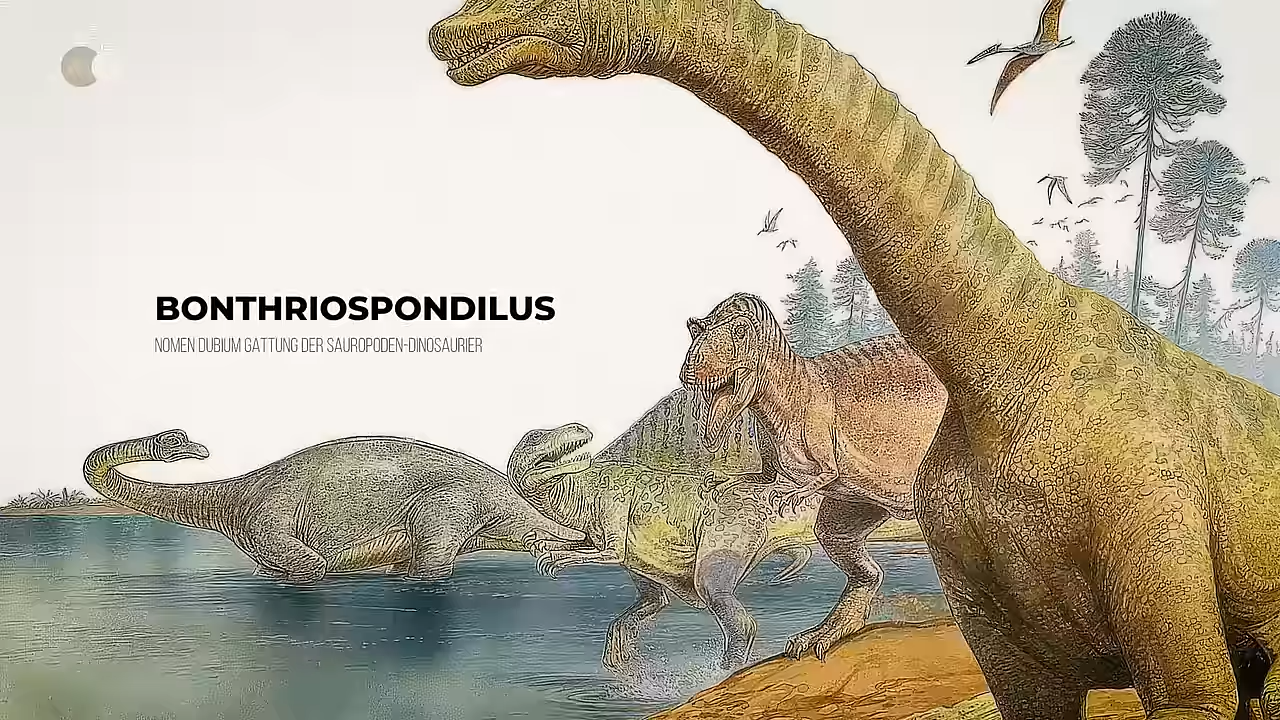 BONTHRIOSPONDILUS
NOMEN DUBIUM GATTUNG DER SAUROPODEN-DINOSAURIER